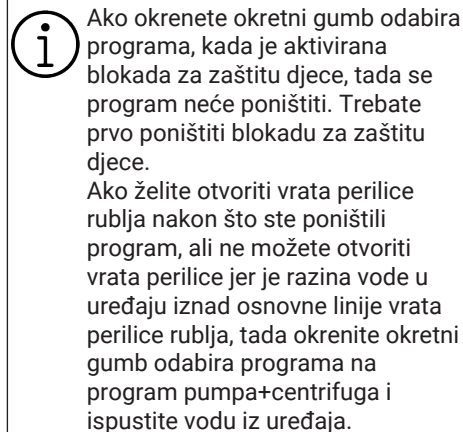 Ako okrenete okretni gumb odabira
programa, kada je aktivirana
blokada za zaštitu djece, tada se
program neće poništiti. Trebate
prvo poništiti blokadu za zaštitu
djece.
Ako želite otvoriti vrata perilice
rublja nakon što ste poništili
program, ali ne možete otvoriti
vrata perilice jer je razina vode u
uređaju iznad osnovne linije vrata
perilice rublja, tada okrenite okretni
gumb odabira programa na
program pumpa+centrifuga i
ispustite vodu iz uređaja.